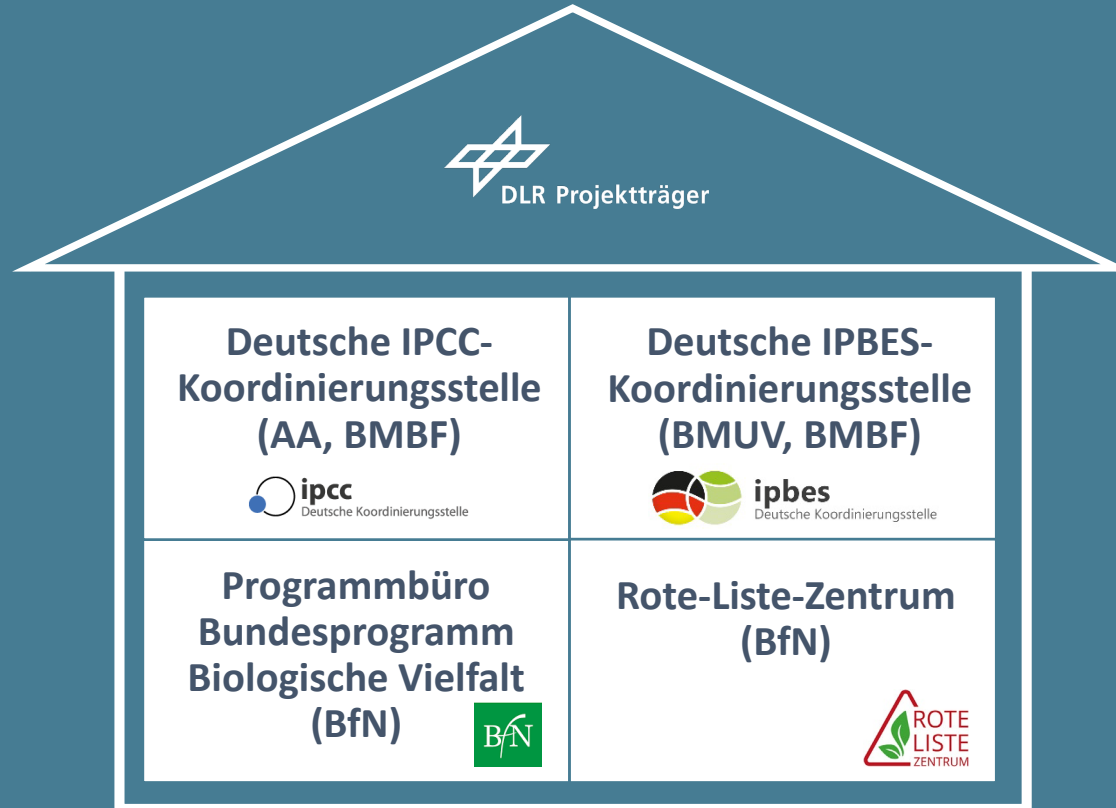 DLR Projektträger
Deutsche IPCC-
Koordinierungsstelle
(AA, BMBF)
ipcc
Deutsche Koordinierungsstelle
Deutsche IPBES-
Koordinierungsstelle
(BMUV, BMBF)
ipbes
Deutsche Koordinierungsstelle
Programmbüro
Bundesprogramm
Biologische Vielfalt
(BfN)
BfN
Rote-Liste-Zentrum
(BfN)
ROTE
LISTE
ZENTRUM